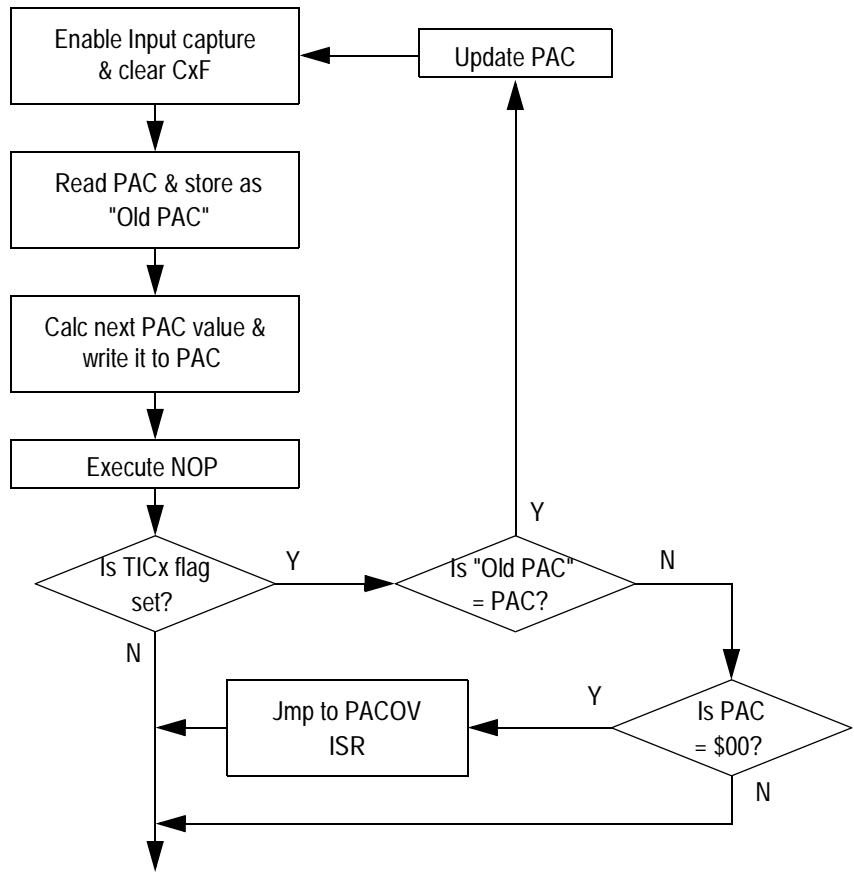 Enable Input capture
& clear CxF
Update PAC
Read PAC & store as
"Old PAC"
Calc next PAC value &
write it to PAC
Execute NOP
Is TICx flag
set?
Y
Is "Old PAC"
= PAC?
Y
N
N
Jmp to PACOV
ISR
Y
Is PAC
= $00?
N